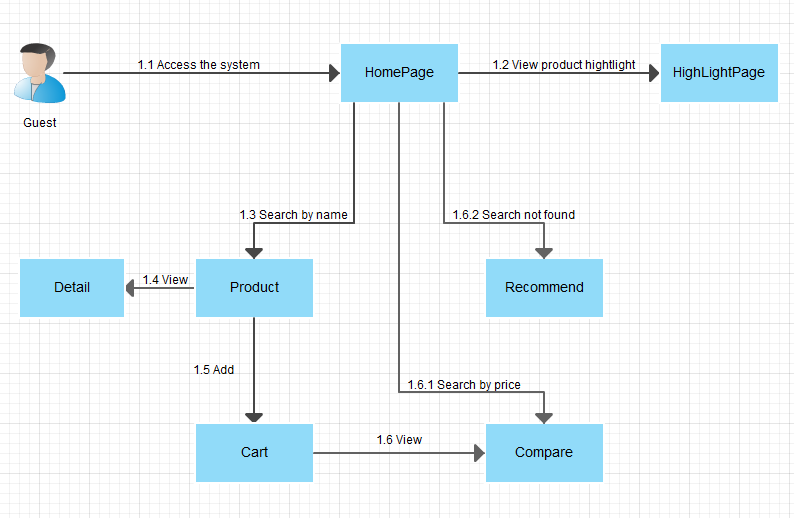 1.1 Access the system
HomePage
1.2 View product hightlight
HighLightPage
Guest
1.3 Search by name
1.6.2 Search not found
Detail
1.4 View
Product
Recommend
1.5 Add
1.6.1 Search by price
Cart
1.6 View
Compare